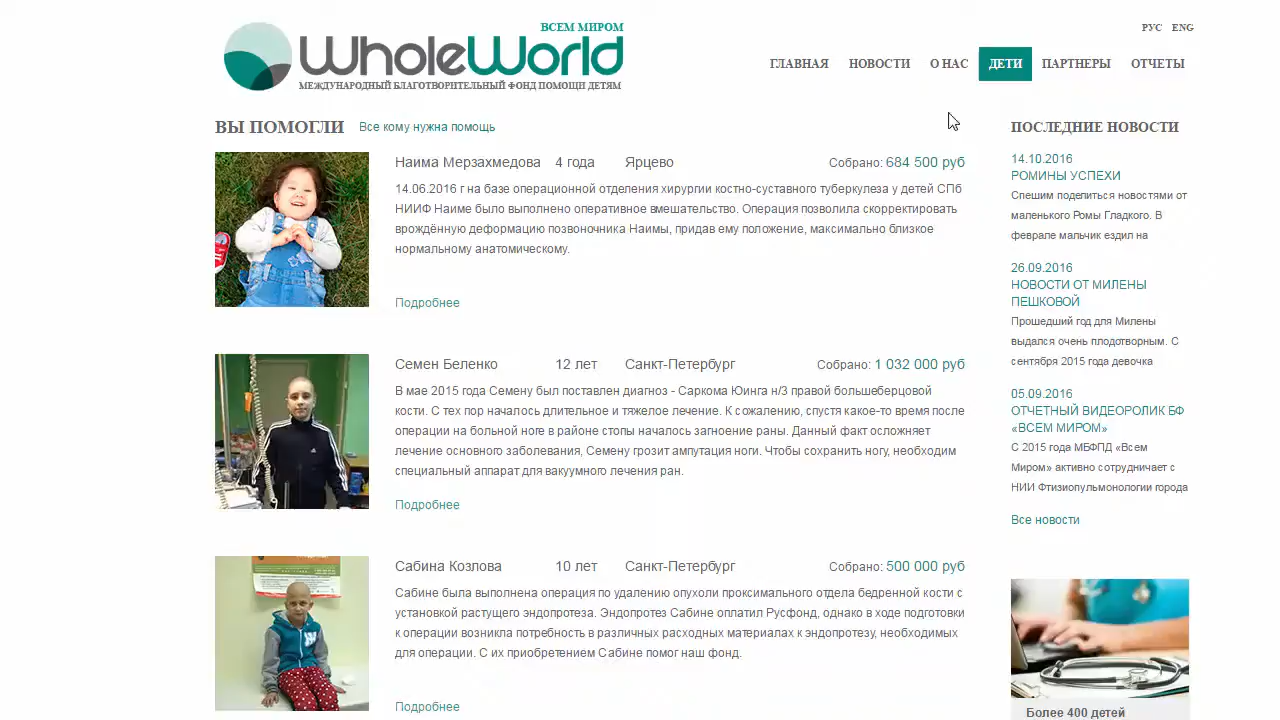 ВСЕМ МИРОМ
WholeWorld
МЕЖДУНАРОДНЫЙ БЛАГОТВОРИТЕЛЬНЫЙ ФОНД ПОМОЩИ ДЕТЯМ
РУС ENG
ГЛАВНАЯ НОВОСТИ О НАС ДЕТИ ПАРТНЕРЫ ОТЧЕТЫ
ВЫ ПОМОГЛИ Все кому нужна помощь
Наима Мерзахмедова 4 года Ярцево Собрано: 684 500 руб
14.06.2016 г на базе операционной отделения хирургии костно-суставного туберкулеза у детей СПб
НИИФ Наиме было выполнено оперативное вмешательство. Операция позволила скорректировать
врождённую деформацию позвоночника Наимы, придав ему положение, максимально близкое
нормальному анатомическому.
Подробнее
Семен Беленко 12 лет Санкт-Петербург Собрано: 1 032 000 руб
В мае 2015 года Семену был поставлен диагноз - Саркома Юинга н/3 правой большеберцовой
кости. С тех пор началось длительное и тяжелое лечение. К сожалению, спустя какое-то время после
операции на больной ноге в районе стопы началось загноение раны. Данный факт осложняет
лечение основного заболевания, Семену грозит ампутация ноги. Чтобы сохранить ногу, необходим
специальный аппарат для вакуумного лечения ран.
Подробнее
Сабина Козлова 10 лет Санкт-Петербург Собрано: 500 000 руб
Сабине была выполнена операция по удалению опухоли проксимального отдела бедренной кости с
установкой растущего эндопротеза. Эндопротез Сабине оплатил Русфонд, однако в ходе подготовки
к операции возникла потребность в различных расходных материалах к эндопротезу, необходимых
для операции. С их приобретением Сабине помог наш фонд.
Подробнее
ПОСЛЕДНИЕ НОВОСТИ
14.10.2016
РОМИНЫ УСПЕХИ
Спешим поделиться новостями от
маленького Ромы Гладкого. В
феврале мальчик ездил на
26.09.2016
НОВОСТИ ОТ МИЛЕНЫ
ПЕШКОВОЙ
Прошедший год для Милены
выдался очень плодотворным. С
сентября 2015 года девочка
05.09.2016
ОТЧЕТНЫЙ ВИДЕОРОЛИК БФ
«ВСЕМ МИРОМ»
С 2015 года МБФПД «Всем
Миром» активно сотрудничает с
НИИ Фтизиопульмонологии города
Все новости
Более 400 детей